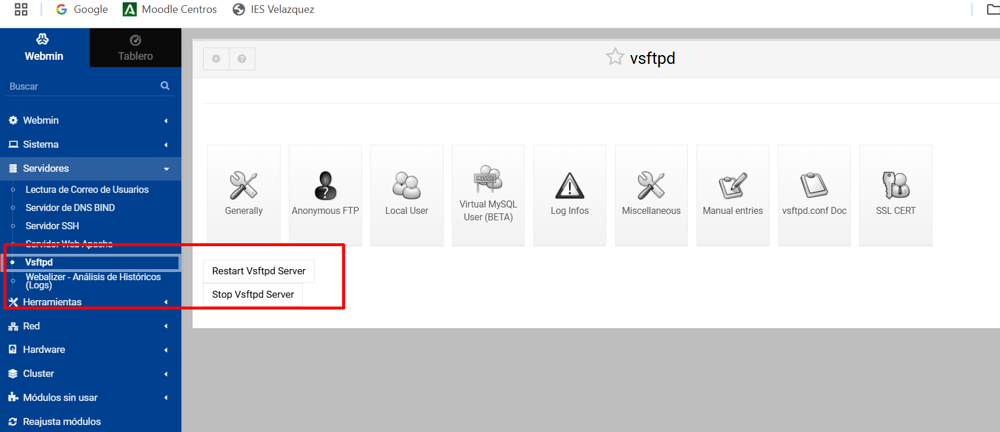 Google
Moodle Centros
IES Velazquez
Webmin
Tablero
Buscar
Webmin
Sistema
Servidores
Lectura de Correo de Usuarios
Servidor de DNS BIND
Servidor SSH
Servidor Web Apache
Vsftpd
Webalizer - Análisis de Históricos
(Logs)
Herramientas
Red
Hardware
Cluster
Módulos sin usar
Reajusta módulos
vsftpd
Generally
Anonymous FTP
Local User
MySQL
Virtual MySQL
User (BETA)
Log Infos
Miscellaneous
Manual entries
vsftpd.conf Doc
SSL CERT
Restart Vsftpd Server
Stop Vsftpd Server